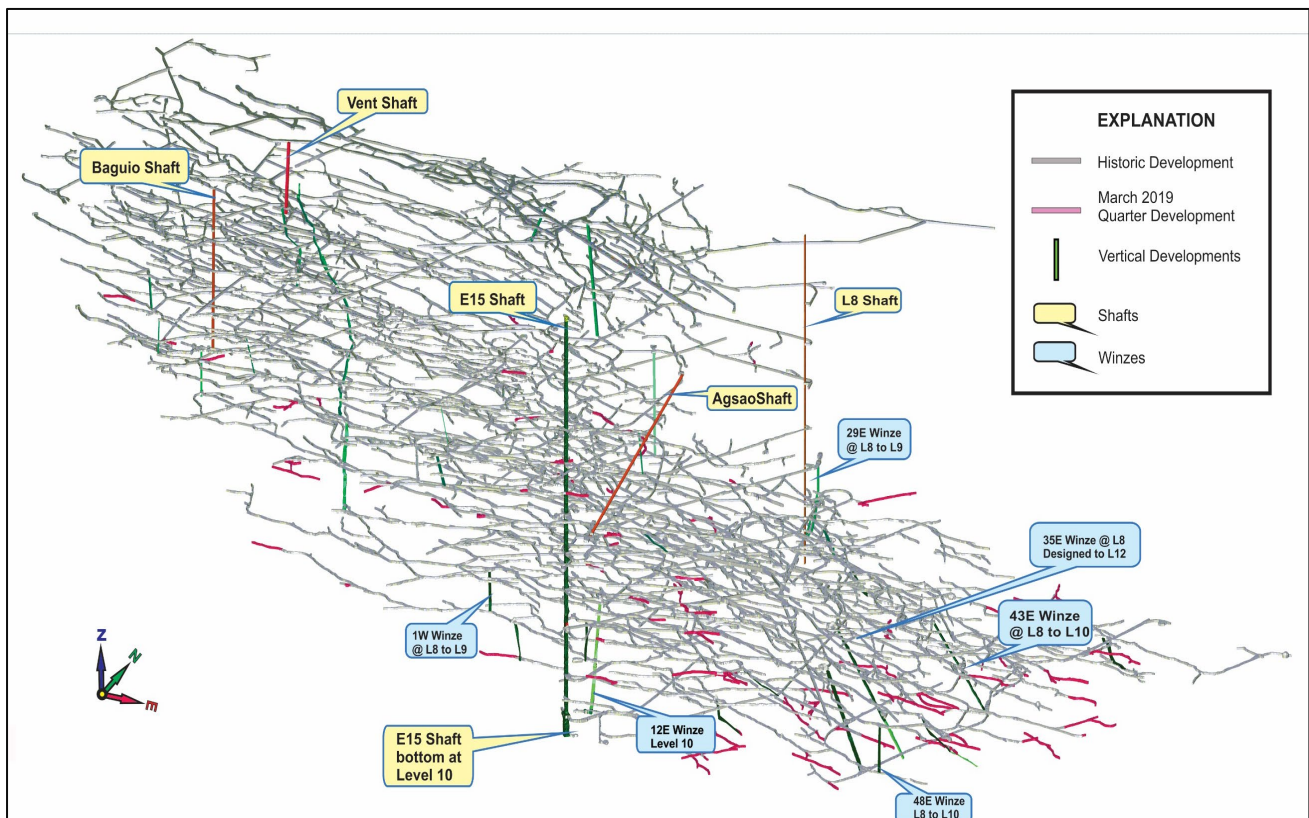 Vent Shaft
Baguio Shaft
E15 Shaft
L8 Shaft
AgsaoShaft
29E Winze
@ L8 to L9
35E Winze @ L8
Designed to L12
43E Winze
@ L8 to L10
1W Winze
@ L8 to L9
12E Winze
Level 10
E15 Shaft
bottom at
Level 10
48E Winze
L8 to L10
Z
N
E
EXPLANATION
Historic Development
March 2019
Quarter Development
Vertical Developments
Shafts
Winzes